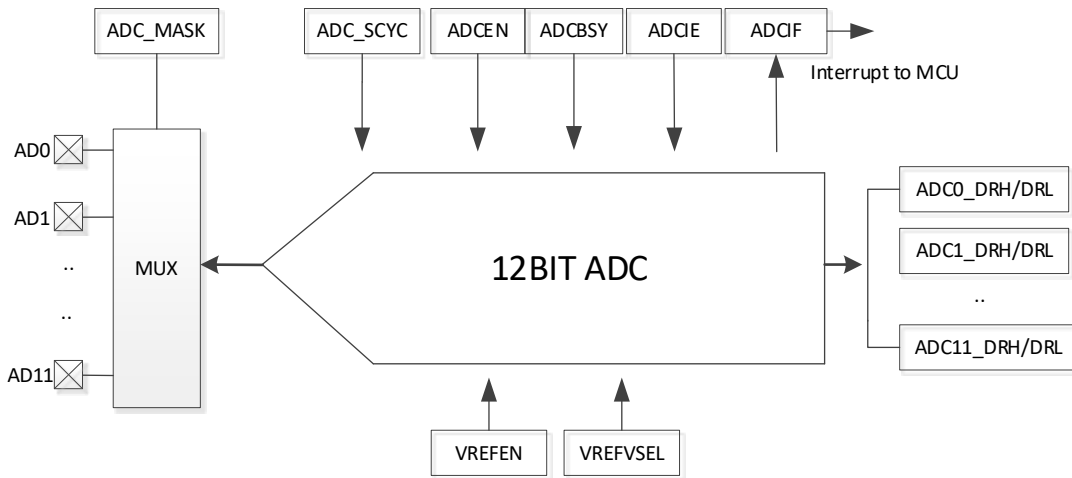 ADC_MASK
ADC_SCYC
ADCEN
ADCBSY
ADCIE
ADCIF
Interrupt to MCU
AD0
AD1
..
..
AD11
MUX
12BIT ADC
ADC0_DRH/DRL
ADC1_DRH/DRL
..
ADC11_DRH/DRL
VREFEN
VREFVSEL